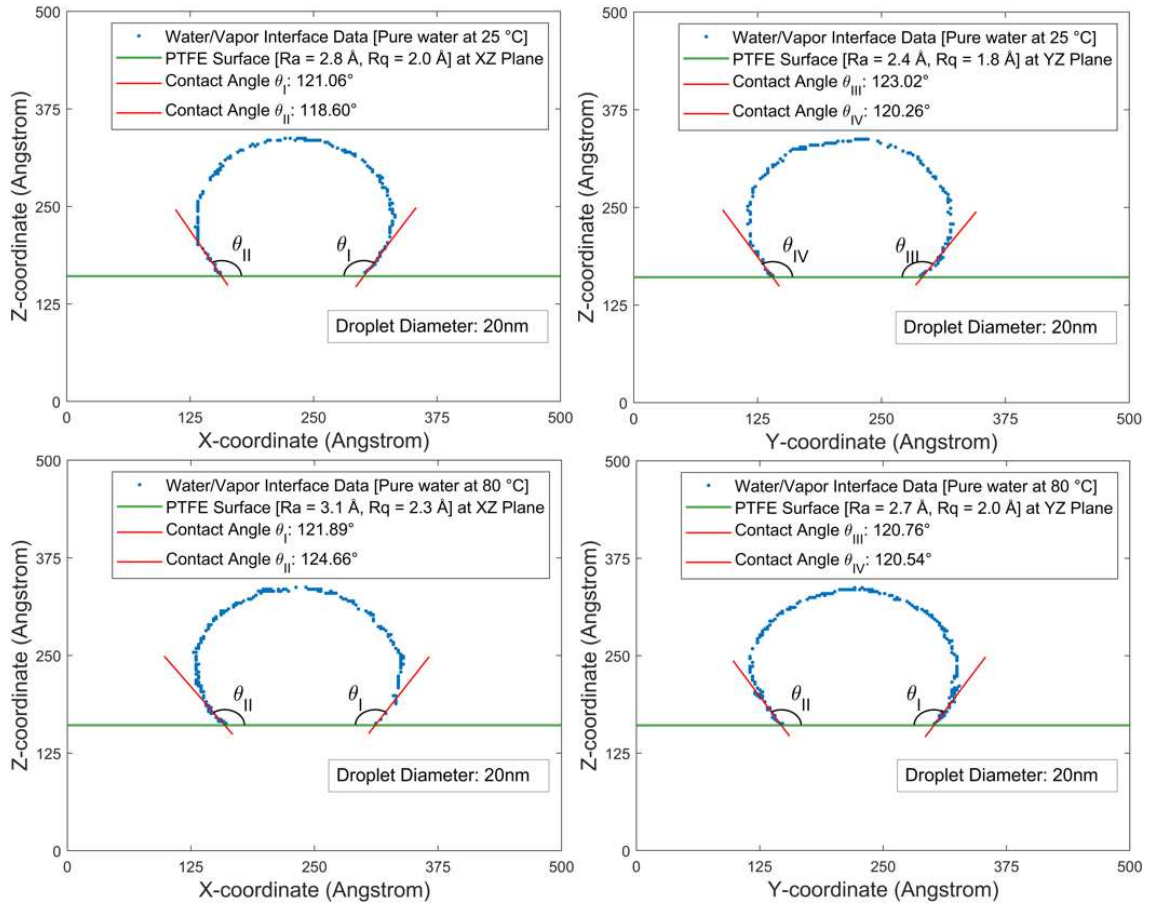 500
375
250
125
0
Z-coordinate (Angstrom)
Water/Vapor Interface Data [Pure water at 25 °C]
PTFE Surface [Ra = 2.8 Å, Rq = 2.0 Å] at XZ Plane
Contact Angle θI: 121.06°
Contact Angle θII: 118.60°
θII
θI
Droplet Diameter: 20nm
0 125 250 375 500
X-coordinate (Angstrom)
500
375
250
125
0
Z-coordinate (Angstrom)
Water/Vapor Interface Data [Pure water at 25 °C]
PTFE Surface [Ra = 2.4 Å, Rq = 1.8 Å] at YZ Plane
Contact Angle θIII: 123.02°
Contact Angle θIV: 120.26°
θIV
θIII
Droplet Diameter: 20nm
0 125 250 375 500
Y-coordinate (Angstrom)
500
375
250
125
0
Z-coordinate (Angstrom)
Water/Vapor Interface Data [Pure water at 80 °C]
PTFE Surface [Ra = 3.1 Å, Rq = 2.3 Å] at XZ Plane
Contact Angle θI: 121.89°
Contact Angle θII: 124.66°
θII
θI
Droplet Diameter: 20nm
0 125 250 375 500
X-coordinate (Angstrom)
500
375
250
125
0
Z-coordinate (Angstrom)
Water/Vapor Interface Data [Pure water at 80 °C]
PTFE Surface [Ra = 2.7 Å, Rq = 2.0 Å] at YZ Plane
Contact Angle θIII: 120.76°
Contact Angle θIV: 120.54°
θII
θI
Droplet Diameter: 20nm
0 125 250 375 500
Y-coordinate (Angstrom)